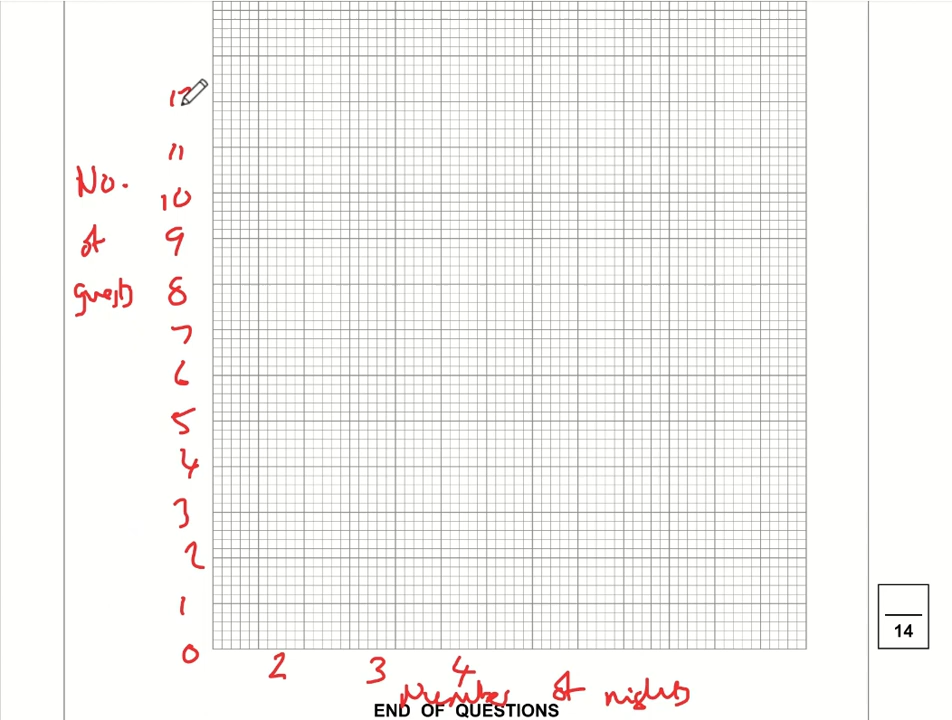 12
11
No.
10
of
9
guests
8
7
6
5
4
3
2
1
0
2 3 4
Number of nights
END OF QUESTIONS
14